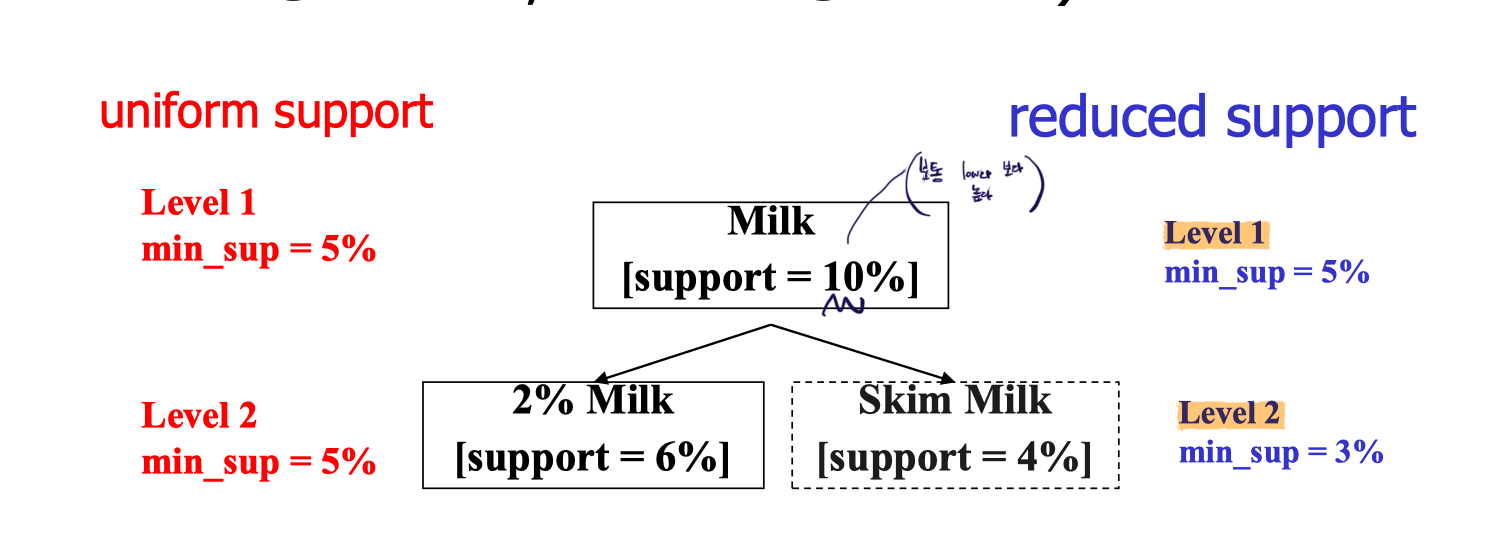 uniform support
reduced support
(보통 lower 보다
높다)
Level 1
min_sup = 5%
Milk
[support = 10%]
Level 1
min_sup = 5%
Level 2
min_sup = 5%
2% Milk
[support = 6%]
Skim Milk
[support = 4%]
Level 2
min_sup = 3%